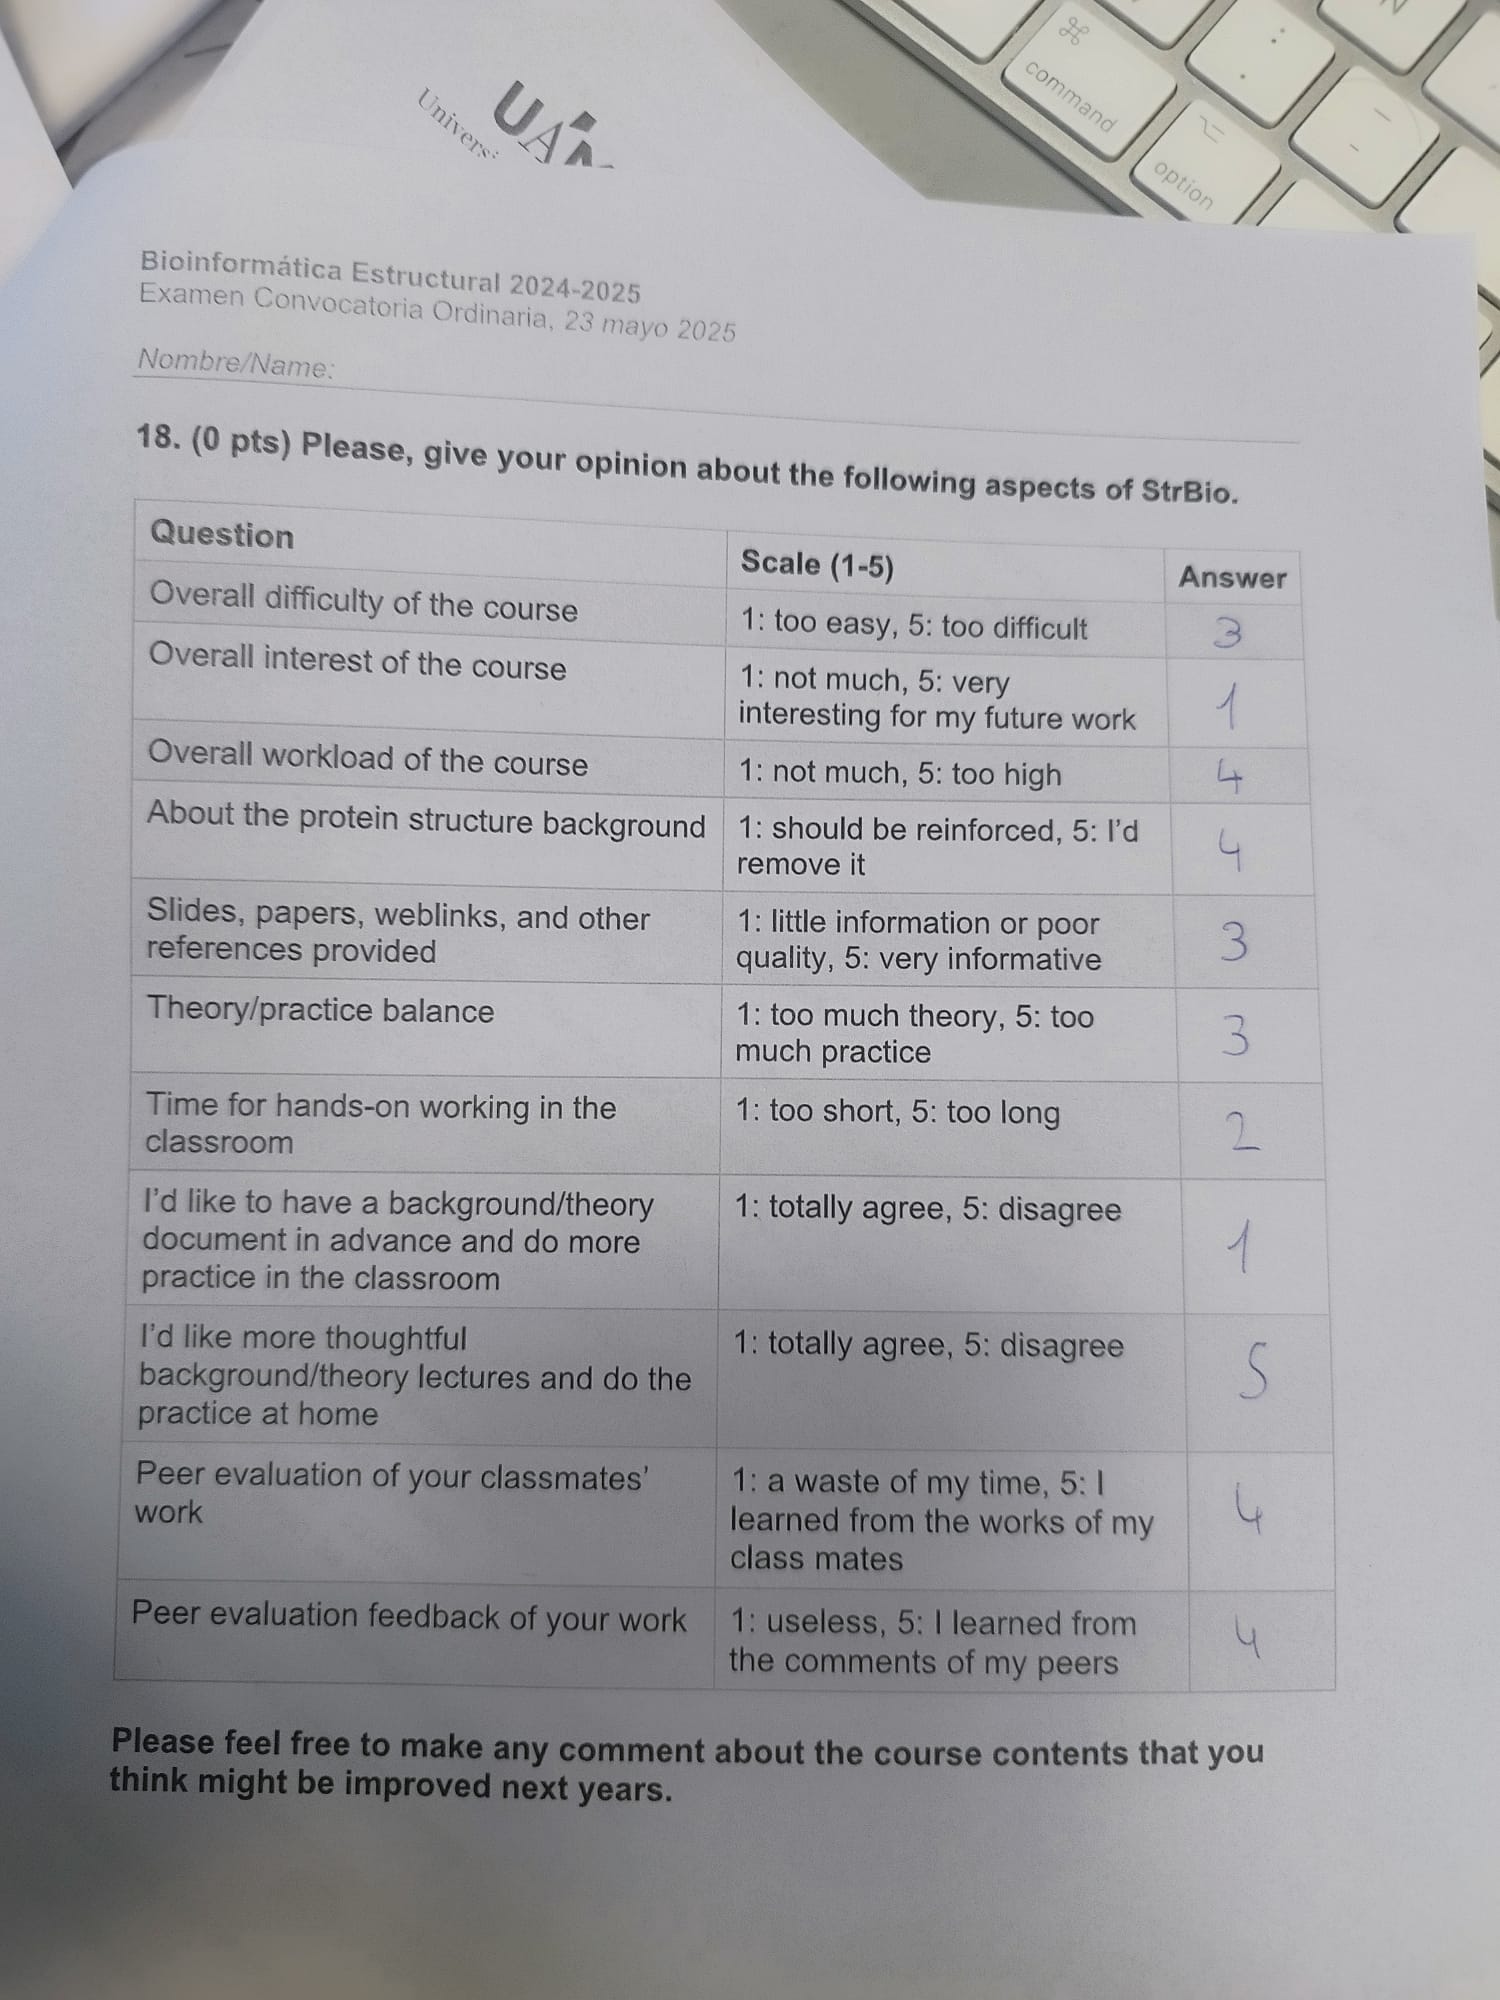 UA
Univers
command
option
Bioinformática Estructural 2024-2025
Examen Convocatoria Ordinaria, 23 mayo 2025
Nombre/Name:
18. (0 pts) Please, give your opinion about the following aspects of StrBio.
Question Scale (1-5) Answer
Overall difficulty of the course 1: too easy, 5: too difficult 3
Overall interest of the course 1: not much, 5: very
interesting for my future work 1
Overall workload of the course 1: not much, 5: too high 4
About the protein structure background 1: should be reinforced, 5: I'd
remove it 4
Slides, papers, weblinks, and other
references provided
1: little information or poor
quality, 5: very informative
3
Theory/practice balance 1: too much theory, 5: too
much practice 3
Time for hands-on working in the
classroom
1: too short, 5: too long
2
I'd like to have a background/theory
document in advance and do more
practice in the classroom
1: totally agree, 5: disagree
1
I'd like more thoughtful
background/theory lectures and do the
practice at home
1: totally agree, 5: disagree
5
Peer evaluation of your classmates'
work
1: a waste of my time, 5: I
learned from the works of my
class mates
4
Peer evaluation feedback of your work 1: useless, 5: I learned from
the comments of my peers
4
Please feel free to make any comment about the course contents that you
think might be improved next years.